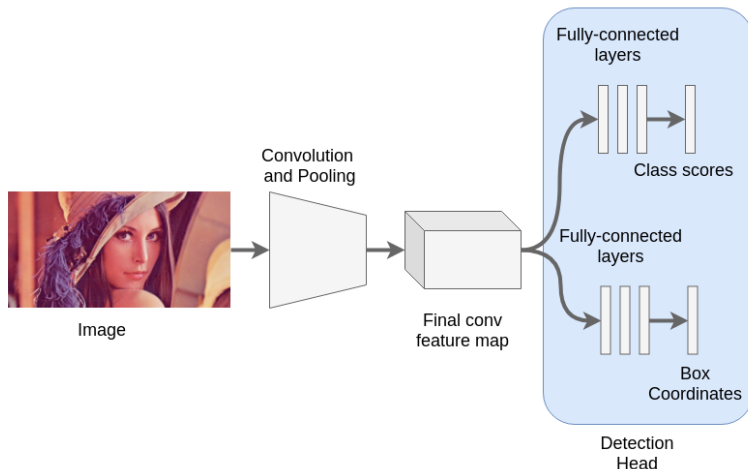 Fully-connected
layers
Class scores
Convolution
and Pooling
Image
Final conv
feature map
Fully-connected
layers
Box
Coordinates
Detection
Head